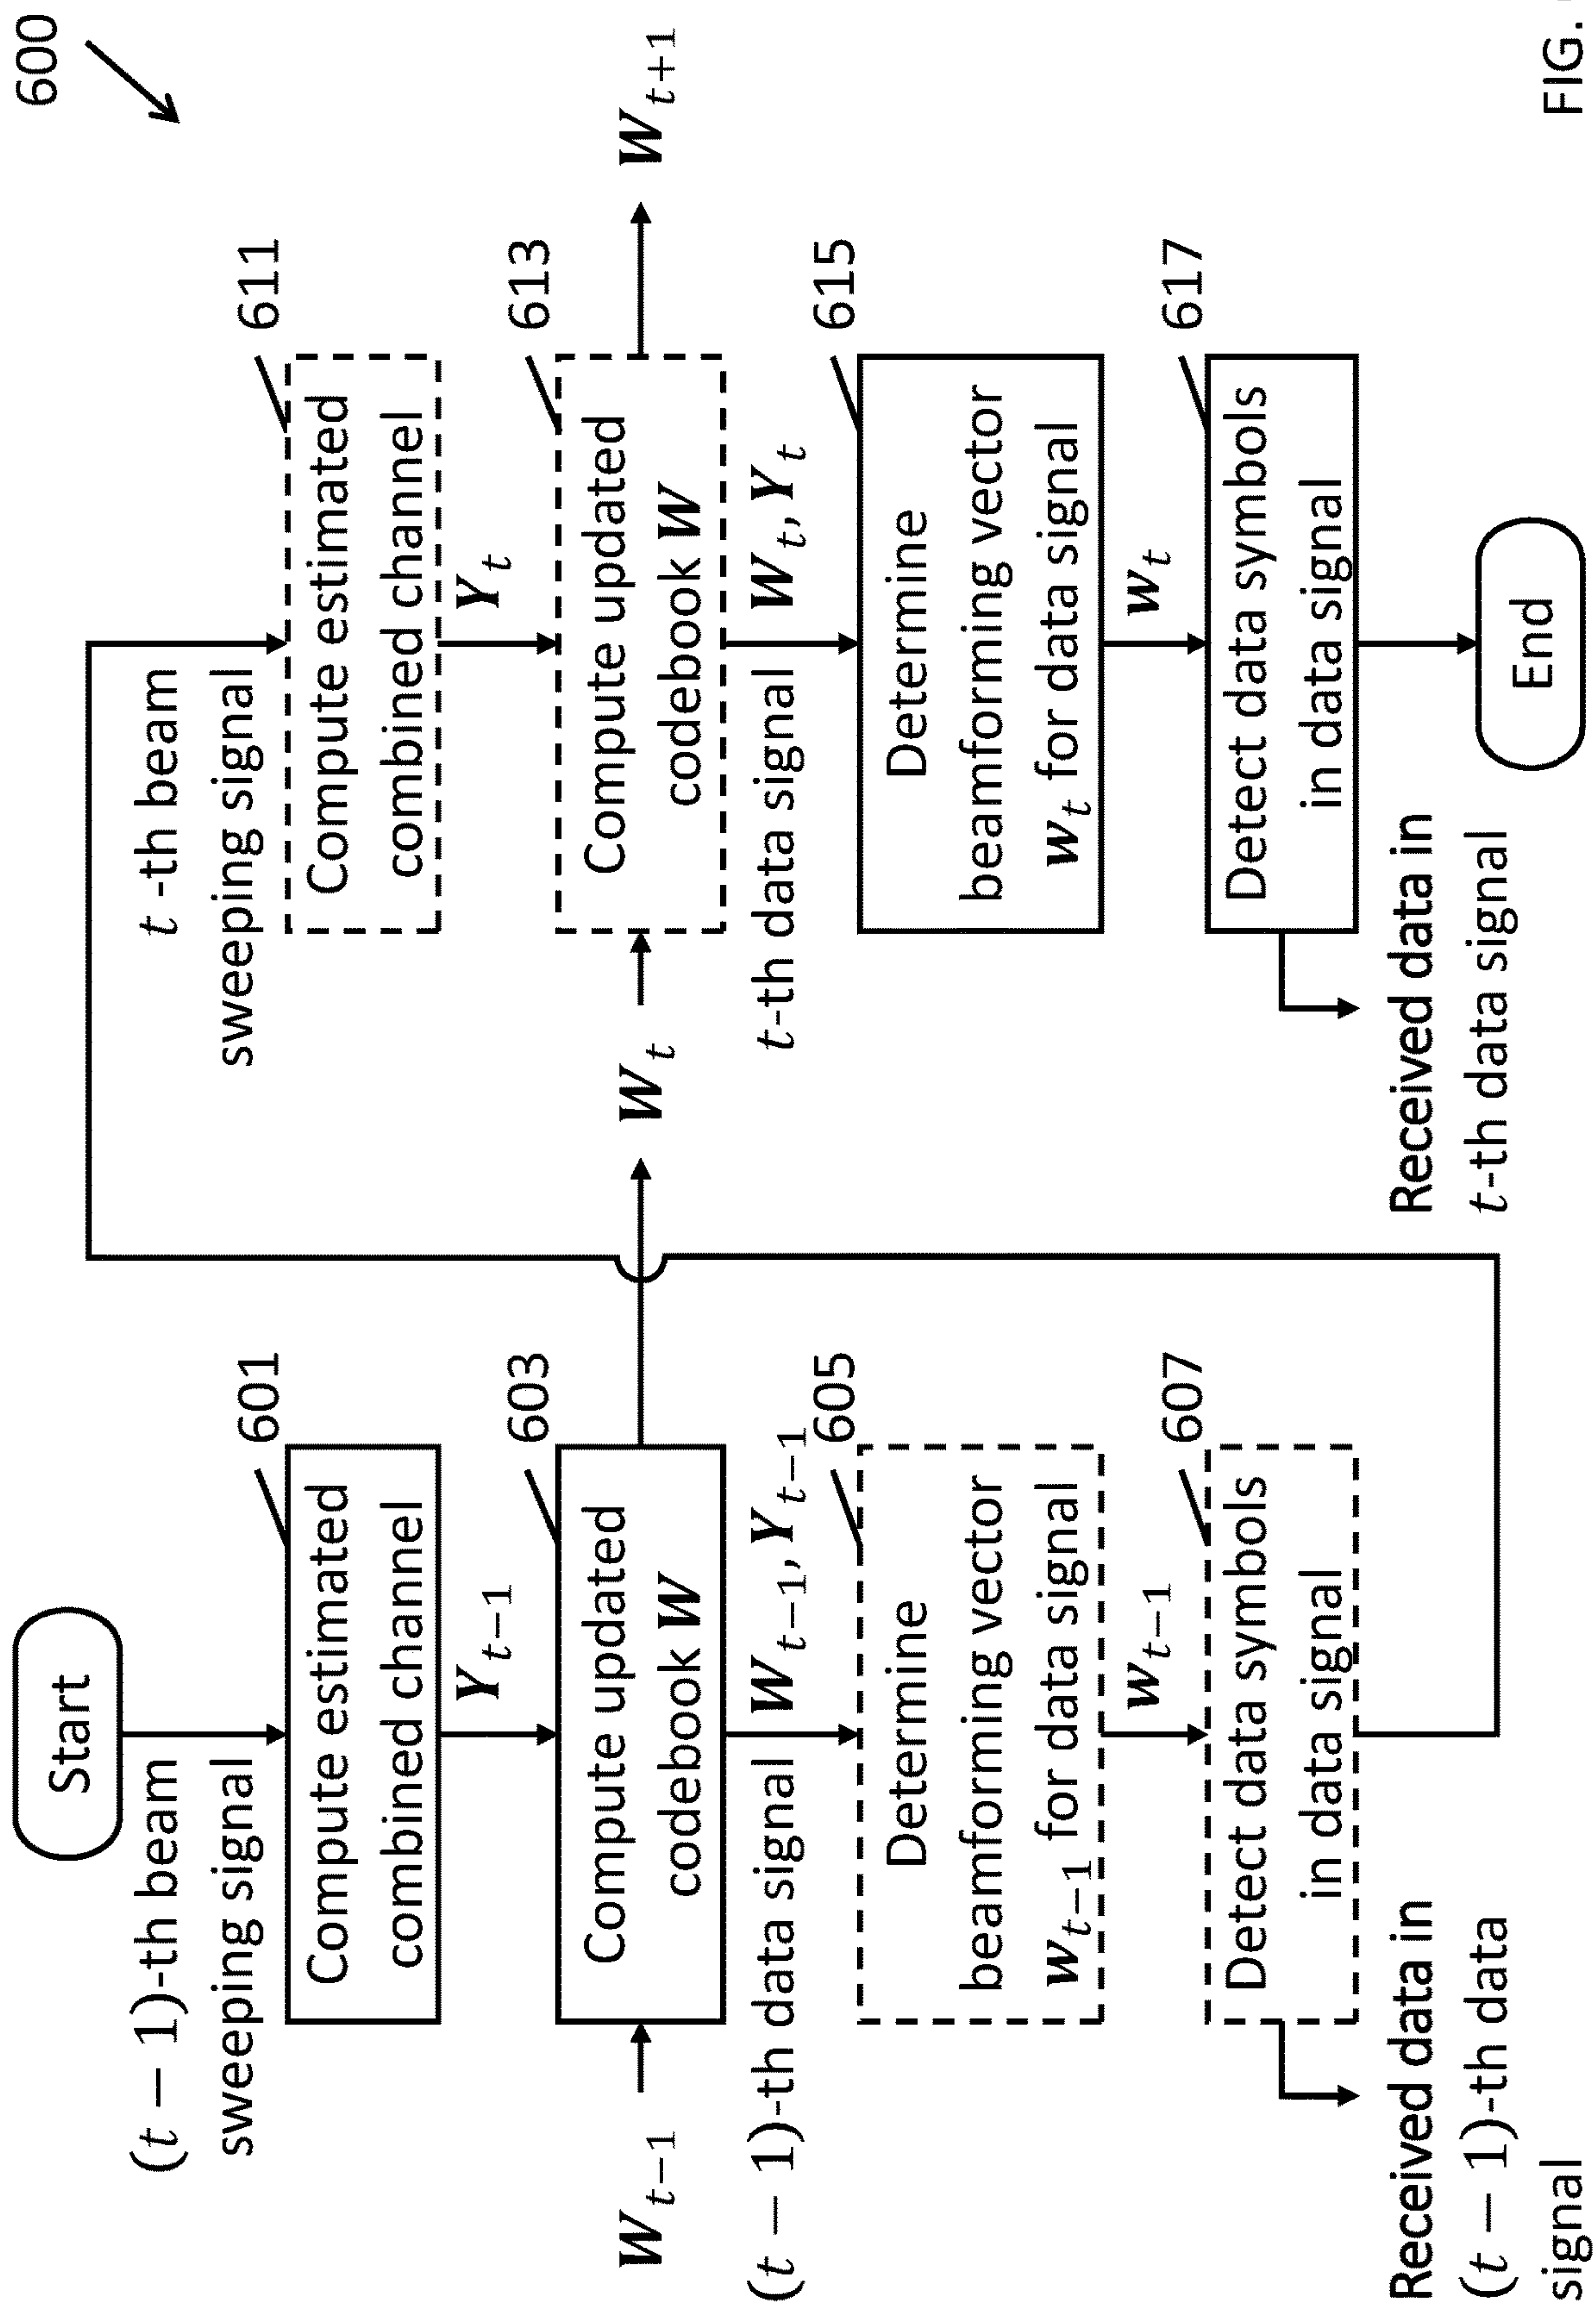 600
Start
(t − 1)-th beam
sweeping signal
601
Compute estimated
combined channel
Y_{t−1}
603
W_{t−1}
Compute updated
codebook W
W_t
(t − 1)-th data signal
W_{t−1}, Y_{t−1}
605
Determine
beamforming vector
w_{t−1} for data signal
w_{t−1}
607
Detect data symbols
in data signal
Received data in
(t − 1)-th data
signal
t-th beam
sweeping signal
611
Compute estimated
combined channel
Y_t
613
Compute updated
codebook W
W_{t+1}
t-th data signal
W_t, Y_t
615
Determine
beamforming vector
w_t for data signal
w_t
617
Detect data symbols
in data signal
Received data in
t-th data signal
End
FIG.